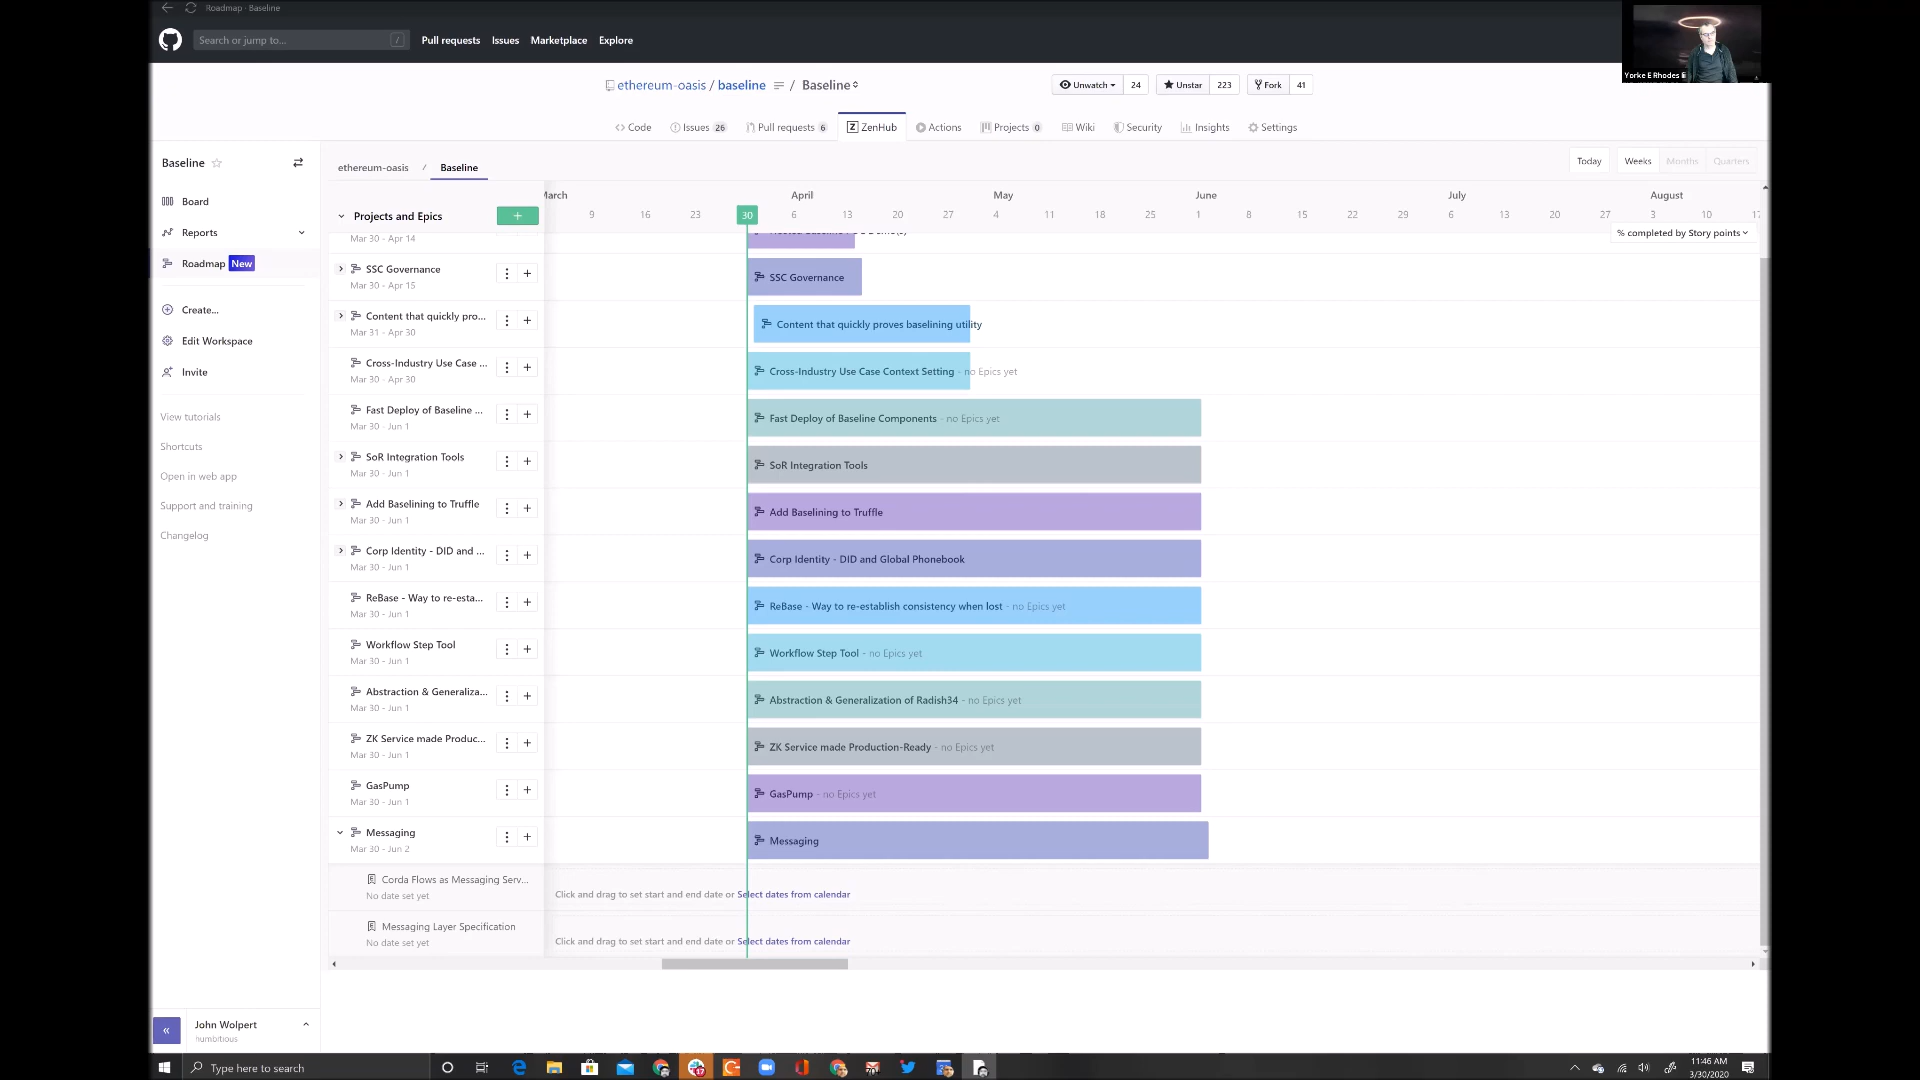 Roadmap · Baseline
Search or jump to...
/
Pull requests
Issues
Marketplace
Explore
Yorke E Rhodes II
ethereum-oasis / baseline / Baseline
Unwatch 24
Unstar 223
Fork 41
Code
Issues 26
Pull requests 6
Z ZenHub
Actions
Projects 0
Wiki
Security
Insights
Settings
Baseline
Board
Reports
Roadmap New
Create...
Edit Workspace
Invite
View tutorials
Shortcuts
Open in web app
Support and training
Changelog
ethereum-oasis / Baseline
Today
Weeks
Months
Quarters
March April May June July August
9 16 23 30 6 13 20 27 4 11 18 25 1 8 15 22 29 6 13 20 27 3 10 17
% completed by Story points
Projects and Epics +
Mar 30 - Apr 14
SSC Governance
Mar 30 - Apr 15
SSC Governance
Content that quickly pro...
Mar 31 - Apr 30
Content that quickly proves baselining utility
Cross-Industry Use Case ...
Mar 30 - Apr 30
Cross-Industry Use Case Context Setting - no Epics yet
Fast Deploy of Baseline ...
Mar 30 - Jun 1
Fast Deploy of Baseline Components - no Epics yet
SoR Integration Tools
Mar 30 - Jun 1
SoR Integration Tools
Add Baselining to Truffle
Mar 30 - Jun 1
Add Baselining to Truffle
Corp Identity - DID and ...
Mar 30 - Jun 1
Corp Identity - DID and Global Phonebook
ReBase - Way to re-esta...
Mar 30 - Jun 1
ReBase - Way to re-establish consistency when lost - no Epics yet
Workflow Step Tool
Mar 30 - Jun 1
Workflow Step Tool - no Epics yet
Abstraction & Generaliza...
Mar 30 - Jun 1
Abstraction & Generalization of Radish34 - no Epics yet
ZK Service made Produc...
Mar 30 - Jun 1
ZK Service made Production-Ready - no Epics yet
GasPump
Mar 30 - Jun 1
GasPump - no Epics yet
Messaging
Mar 30 - Jun 2
Messaging
Corda Flows as Messaging Serv...
No date set yet
Click and drag to set start and end date or Select dates from calendar
Messaging Layer Specification
No date set yet
Click and drag to set start and end date or Select dates from calendar
John Wolpert
humbitious
Type here to search
17
11:46 AM
3/30/2020